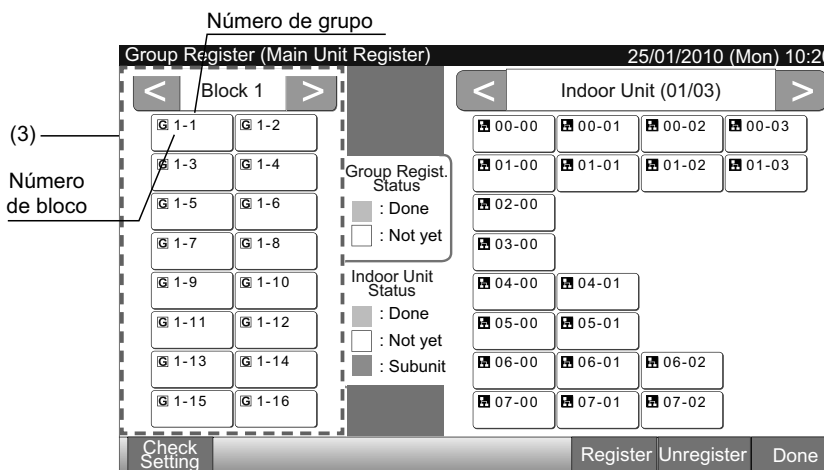 Número de grupo
Group Register (Main Unit Register) 25/01/2010 (Mon) 10:20
< Block 1 > < Indoor Unit (01/03) >
(3)
Número
de bloco
G 1-1 G 1-2
G 1-3 G 1-4
G 1-5 G 1-6
G 1-7 G 1-8
G 1-9 G 1-10
G 1-11 G 1-12
G 1-13 G 1-14
G 1-15 G 1-16
Group Regist.
Status
: Done
: Not yet
Indoor Unit
Status
: Done
: Not yet
: Subunit
00-00 00-01 00-02 00-03
01-00 01-01 01-02 01-03
02-00
03-00
04-00 04-01
05-00 05-01
06-00 06-01 06-02
07-00 07-01 07-02
Check
Setting
Register Unregister Done